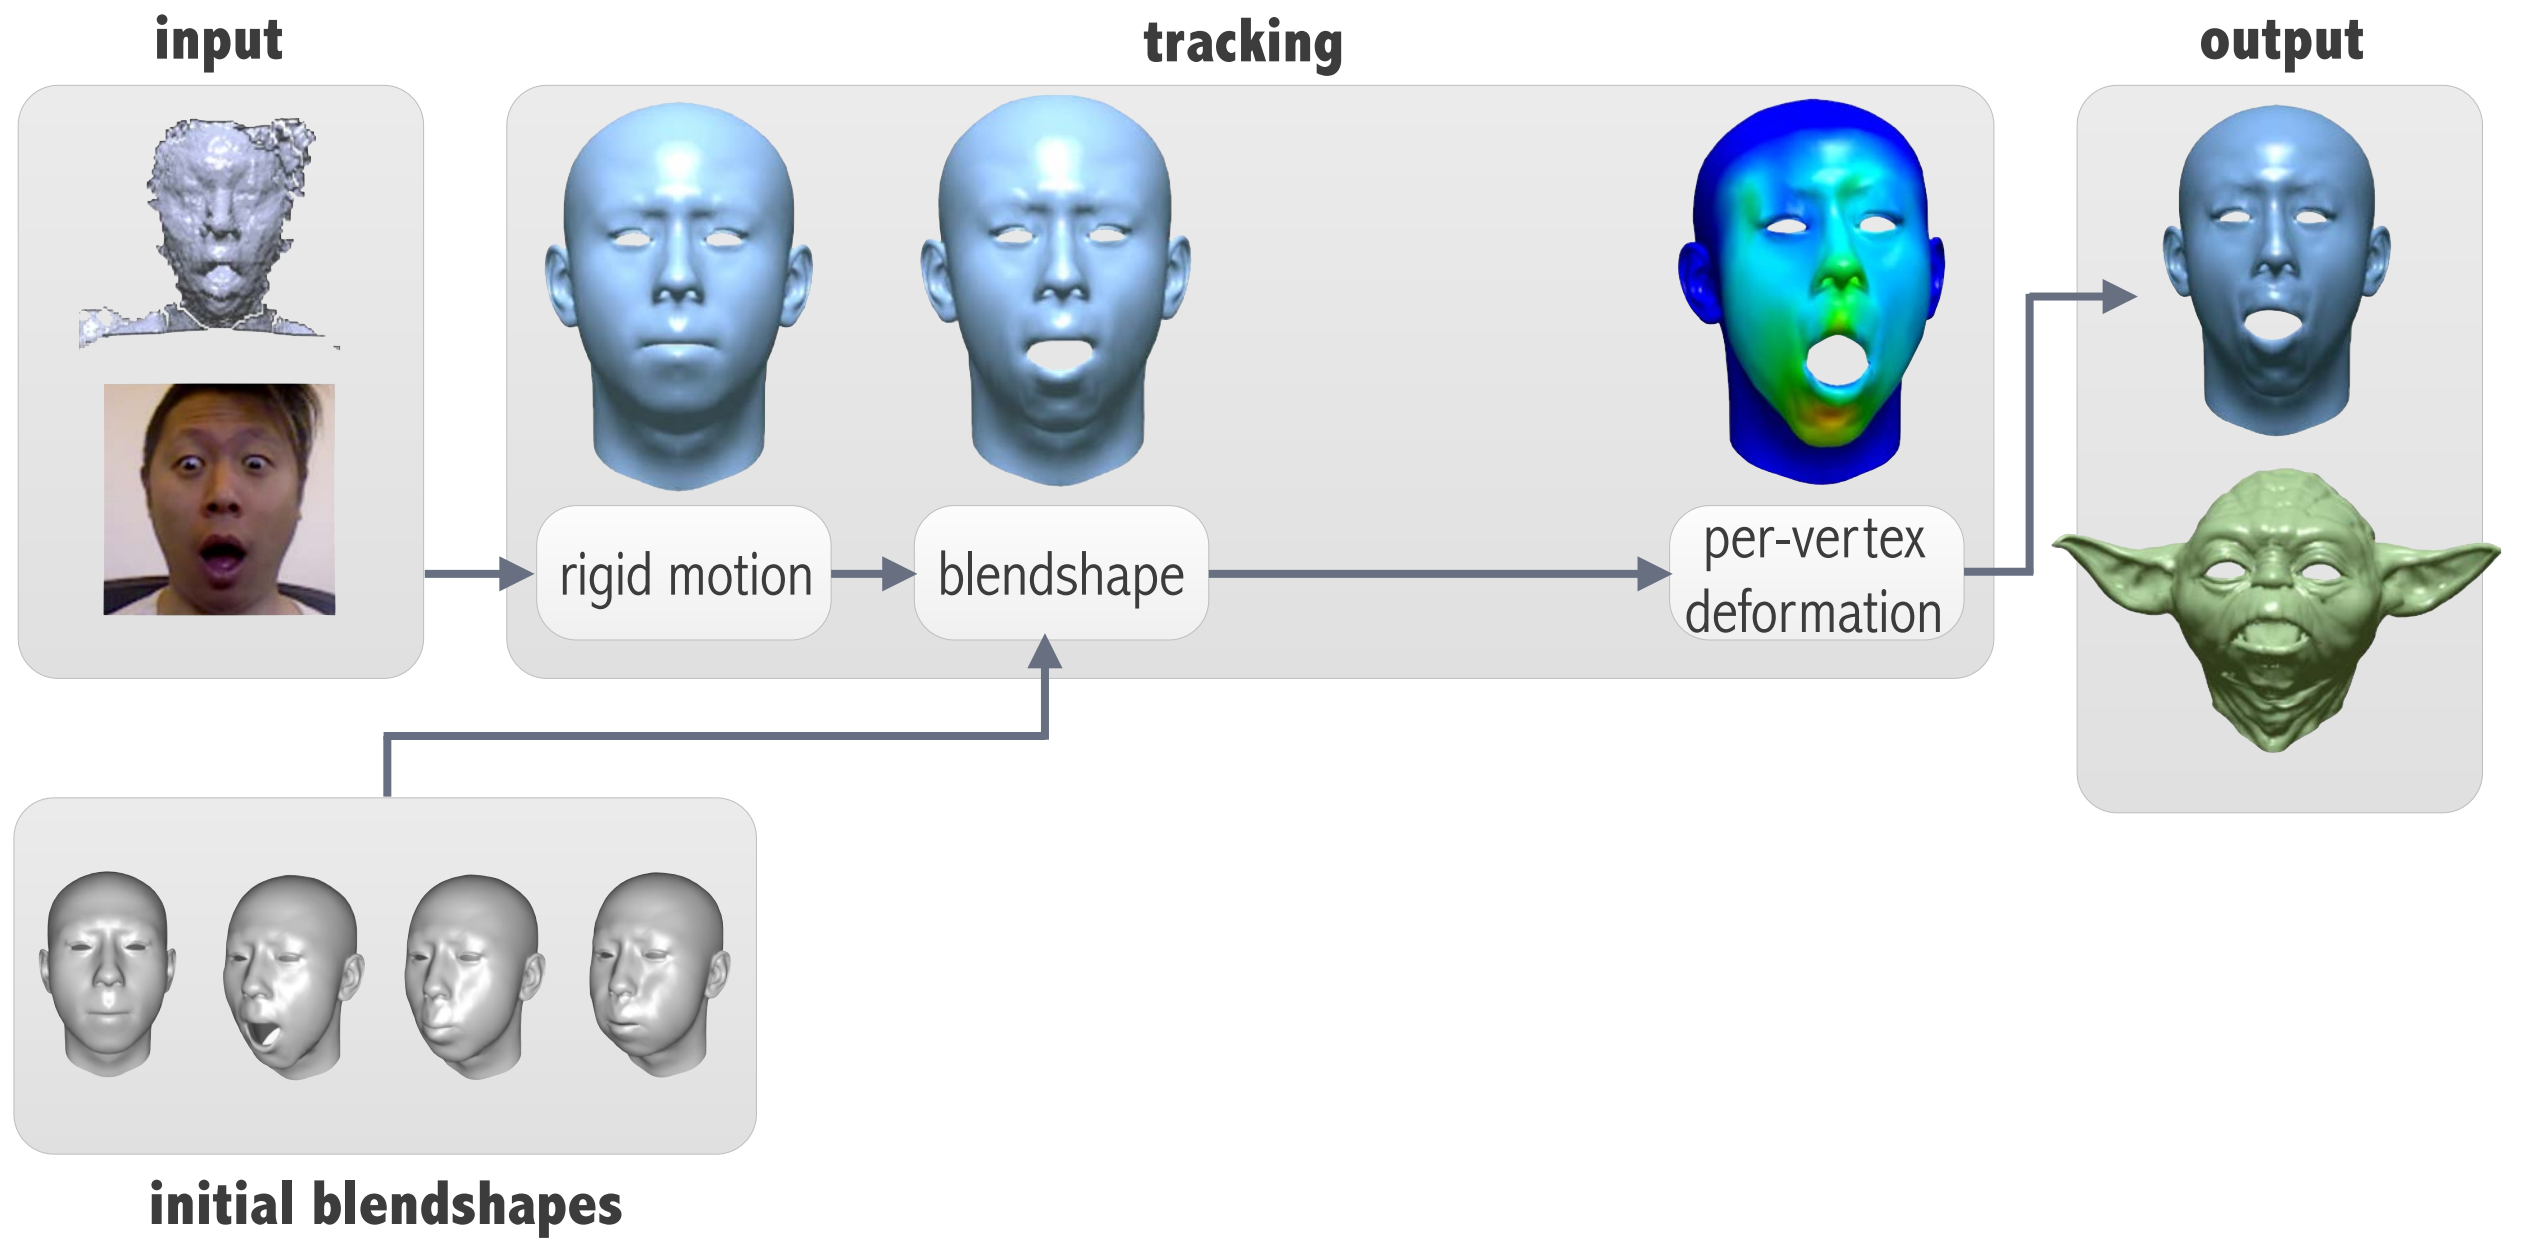 input
tracking
output
rigid motion
blendshape
per-vertex
deformation
initial blendshapes